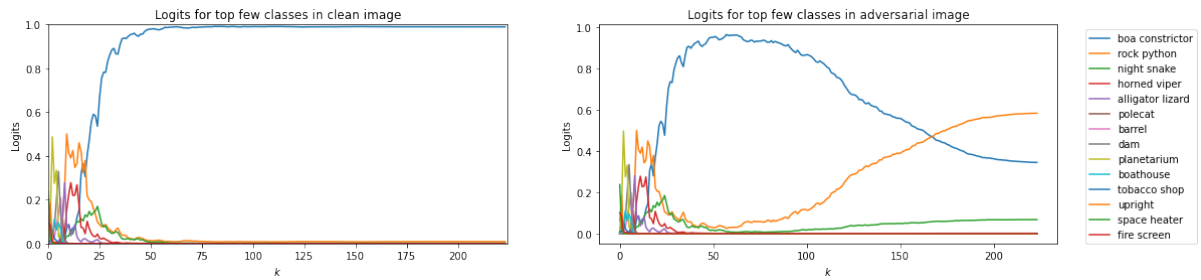 Logits for top few classes in clean image
Logits
1.0
0.8
0.6
0.4
0.2
0.0
0 25 50 75 100 125 150 175 200
k
Logits for top few classes in adversarial image
Logits
1.0
0.8
0.6
0.4
0.2
0.0
0 50 100 150 200
k
boa constrictor
rock python
night snake
horned viper
alligator lizard
polecat
barrel
dam
planetarium
boathouse
tobacco shop
upright
space heater
fire screen